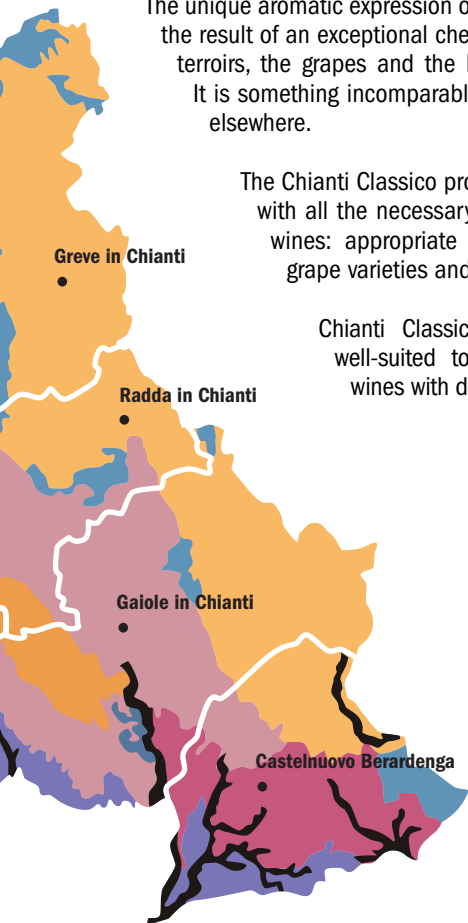 The unique aromatic expression o
the result of an exceptional che
terroirs, the grapes and the
It is something incomparabl
elsewhere.
The Chianti Classico pro
with all the necessary
wines: appropriate
grape varieties and
Chianti Classic
well-suited to
wines with d
Greve in Chianti
Radda in Chianti
Gaiole in Chianti
Castelnuovo Berardenga